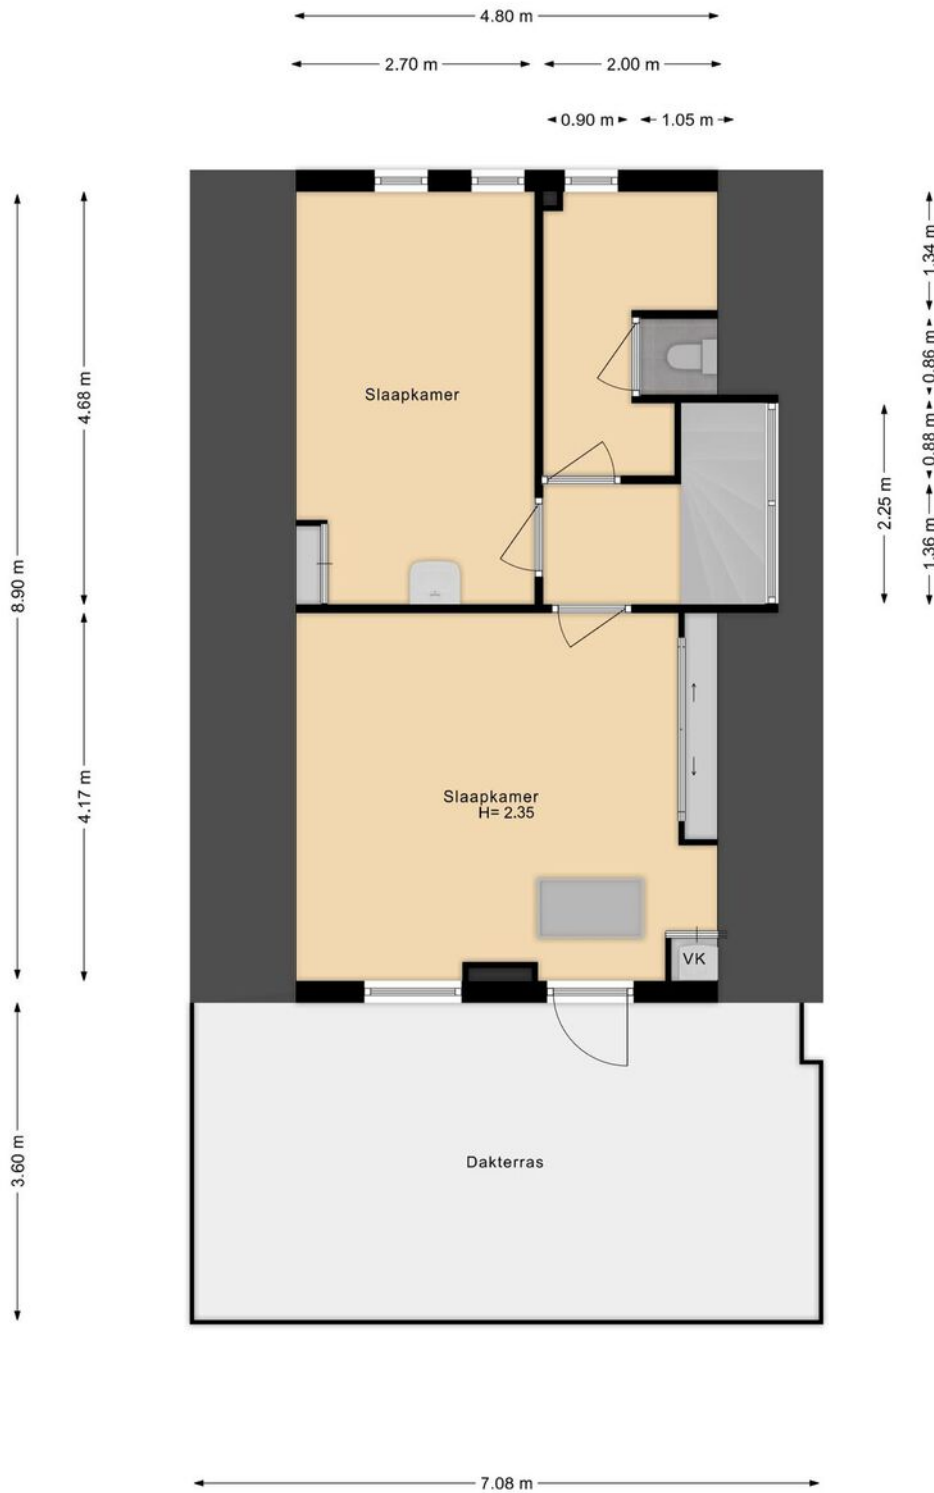 4.80 m
2.70 m
2.00 m
0.90 m
1.05 m
1.34 m
0.86 m
0.88 m
1.36 m
2.25 m
4.68 m
8.90 m
4.17 m
3.60 m
Slaapkamer
Slaapkamer
H= 2.35
VK
Dakterras
7.08 m